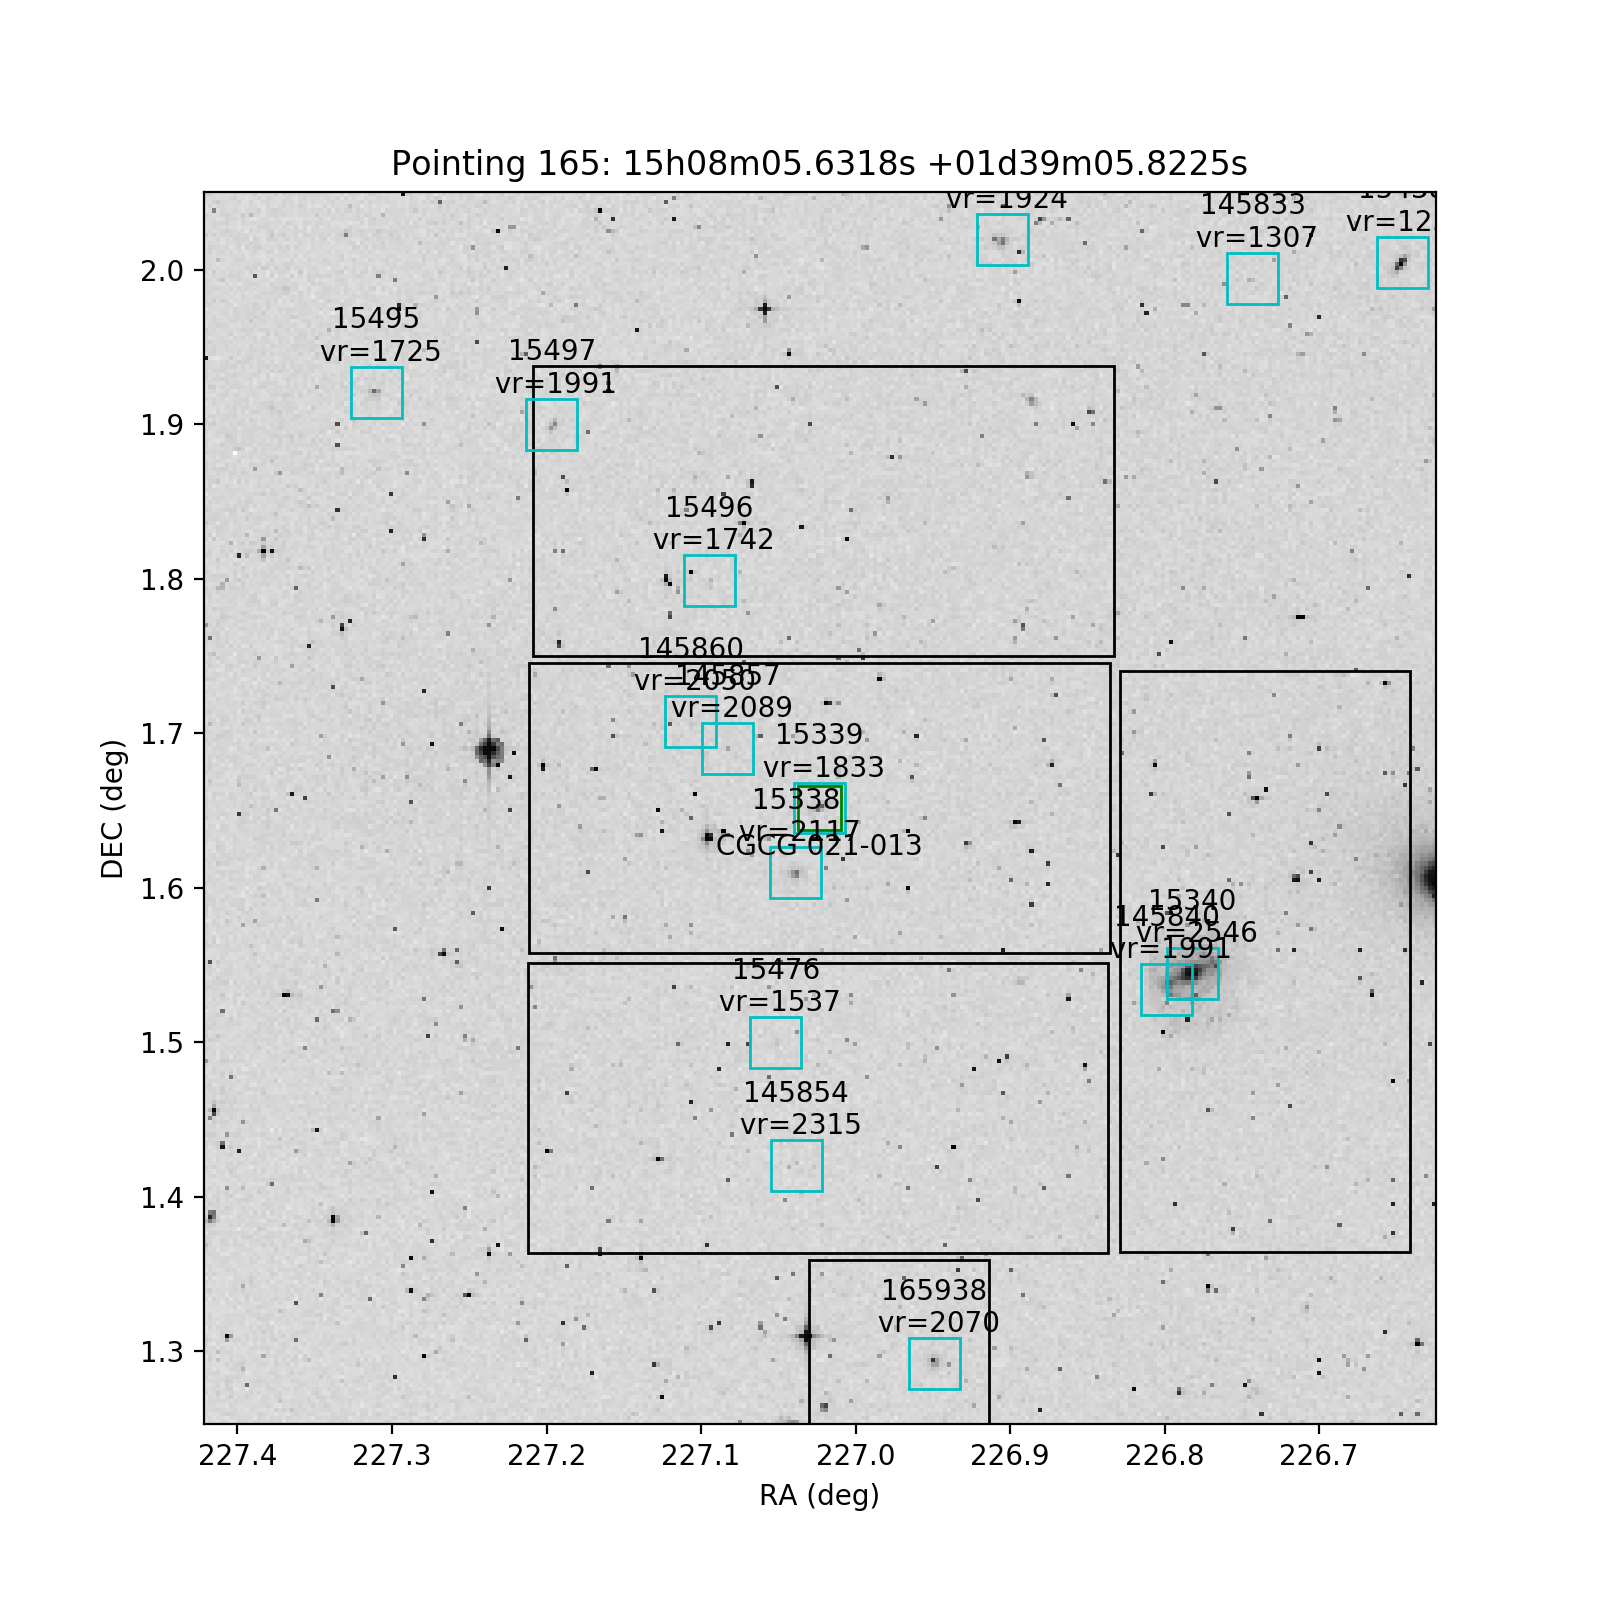 Pointing 165: 15h08m05.6318s +01d39m05.8225s
vr=1924
145833
vr=1307
15495
vr=1725
15497
vr=1991
15496
vr=1742
145860
vr=2050
145857
vr=2089
15339
vr=1833
15338
vr=2117
CGCG 021-013
15340
vr=2546
145840
vr=1991
15476
vr=1537
145854
vr=2315
165938
vr=2070
DEC (deg)
2.0
1.9
1.8
1.7
1.6
1.5
1.4
1.3
227.4 227.3 227.2 227.1 227.0 226.9 226.8 226.7
RA (deg)